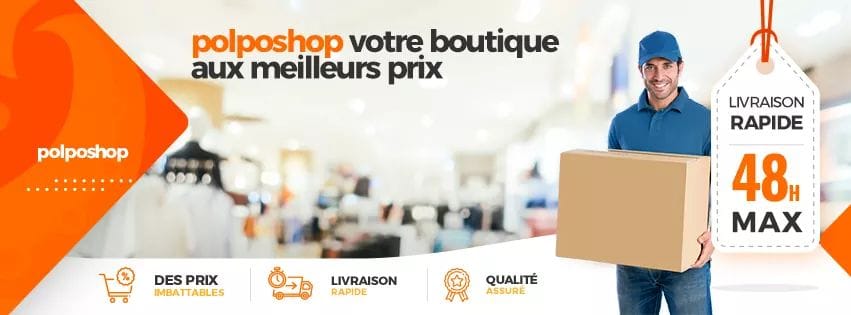 polposhop votre boutique
aux meilleurs prix
polposhop
LIVRAISON
RAPIDE
48H
MAX
DES PRIX
IMBATTABLES
LIVRAISON
RAPIDE
QUALITÉ
ASSURÉ